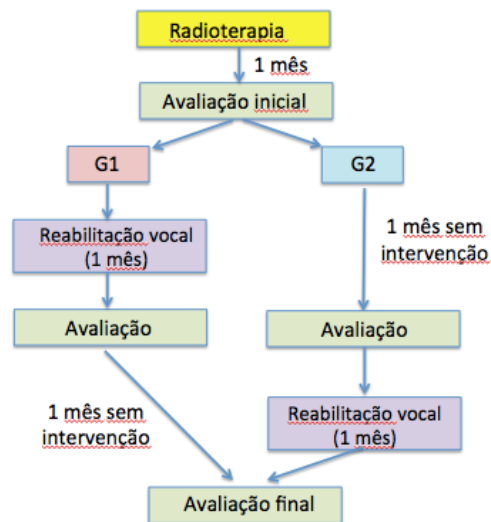 Radioterapia
1 mês
Avaliação inicial
G1
G2
Reabilitação vocal
(1 mês)
1 mês sem
intervenção
Avaliação
Avaliação
1 mês sem
intervenção
Reabilitação vocal
(1 mês)
Avaliação final